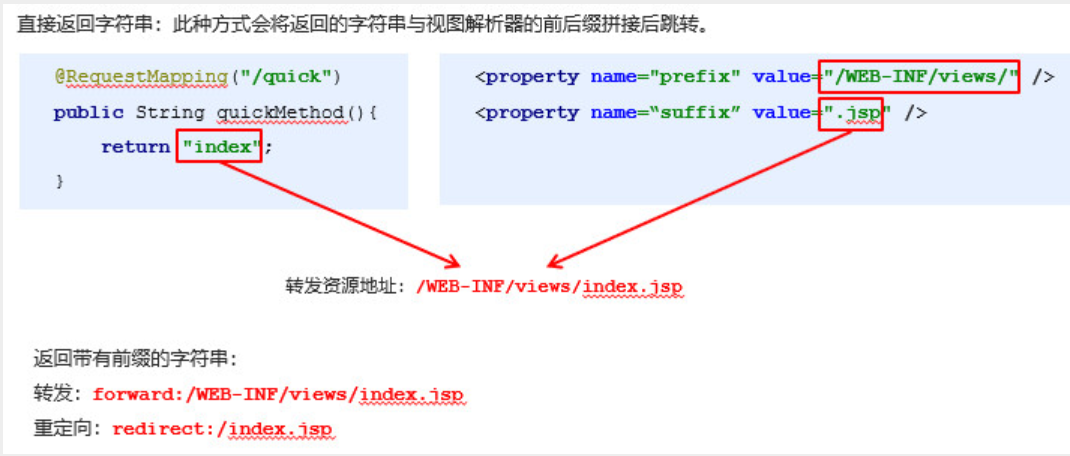 直接返回字符串：此种方式会将返回的字符串与视图解析器的前后缀拼接后跳转。
@RequestMapping("/quick")
public String quickMethod(){
return "index";
}
<property name="prefix" value="/WEB-INF/views/" />
<property name=“suffix” value=".jsp" />
转发资源地址：/WEB-INF/views/index.jsp
返回带有前缀的字符串：
转发：forward:/WEB-INF/views/index.jsp
重定向：redirect:/index.jsp